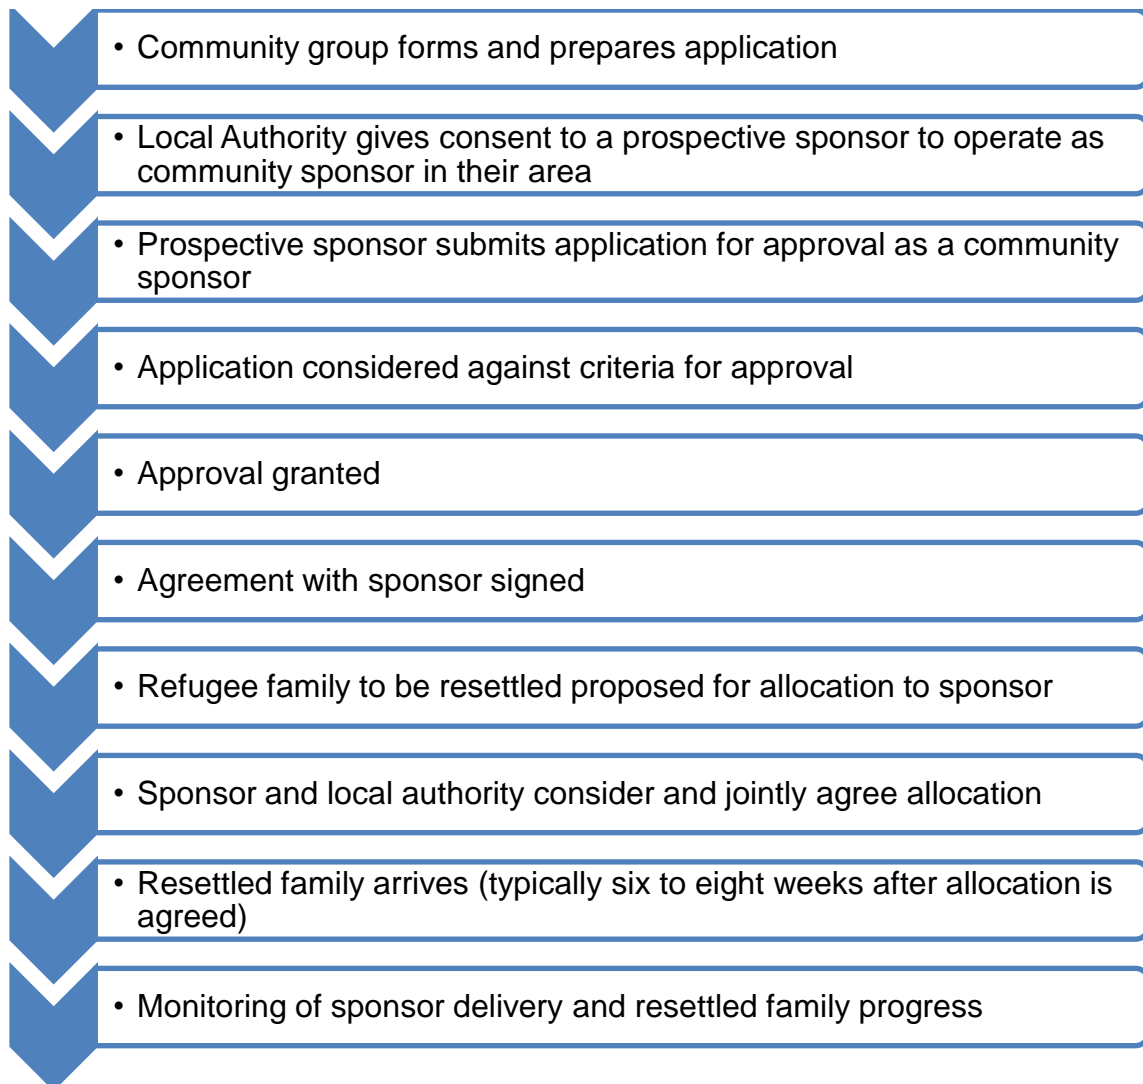 • Community group forms and prepares application
• Local Authority gives consent to a prospective sponsor to operate as
community sponsor in their area
• Prospective sponsor submits application for approval as a community
sponsor
• Application considered against criteria for approval
• Approval granted
• Agreement with sponsor signed
• Refugee family to be resettled proposed for allocation to sponsor
• Sponsor and local authority consider and jointly agree allocation
• Resettled family arrives (typically six to eight weeks after allocation is
agreed)
• Monitoring of sponsor delivery and resettled family progress